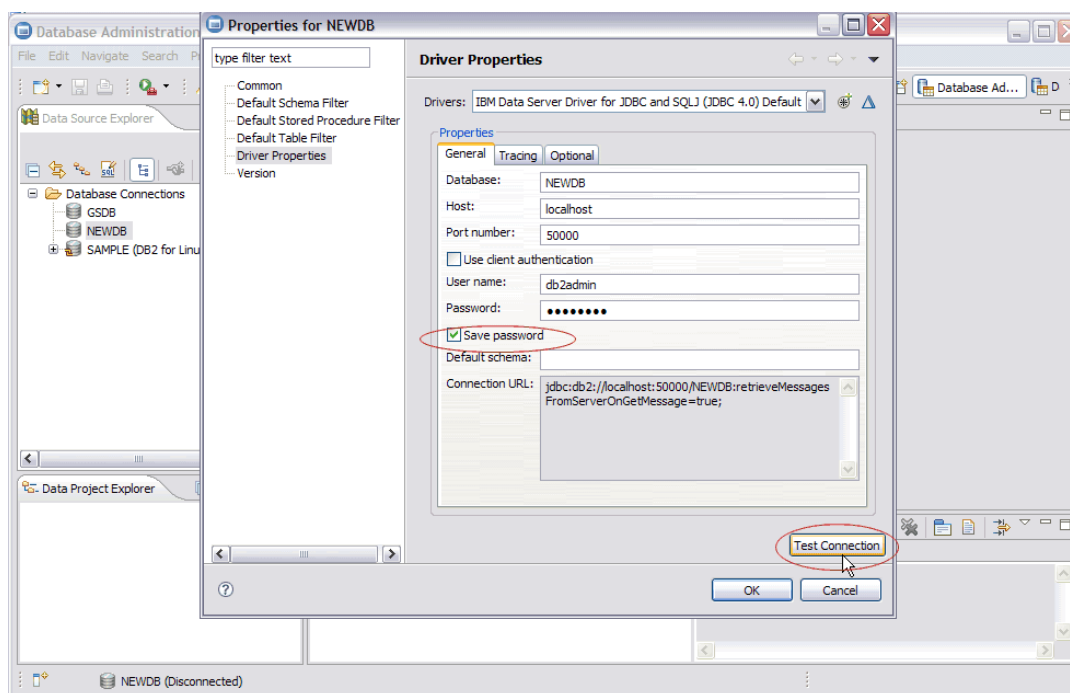 Database Administration
File Edit Navigate Search
Data Source Explorer
Database Connections
GSDB
NEWDB
SAMPLE (DB2 for Linu
Data Project Explorer
Properties for NEWDB
type filter text
Common
Default Schema Filter
Default Stored Procedure Filter
Default Table Filter
Driver Properties
Version
Driver Properties
Drivers: IBM Data Server Driver for JDBC and SQLJ (JDBC 4.0) Default
Properties
General Tracing Optional
Database: NEWDB
Host: localhost
Port number: 50000
Use client authentication
User name: db2admin
Password: ●●●●●●●●
Save password
Default schema:
Connection URL: jdbc:db2://localhost:50000/NEWDB:retrieveMessages
FromServerOnGetMessage=true;
Test Connection
OK Cancel
Database Ad... D
NEWDB (Disconnected)